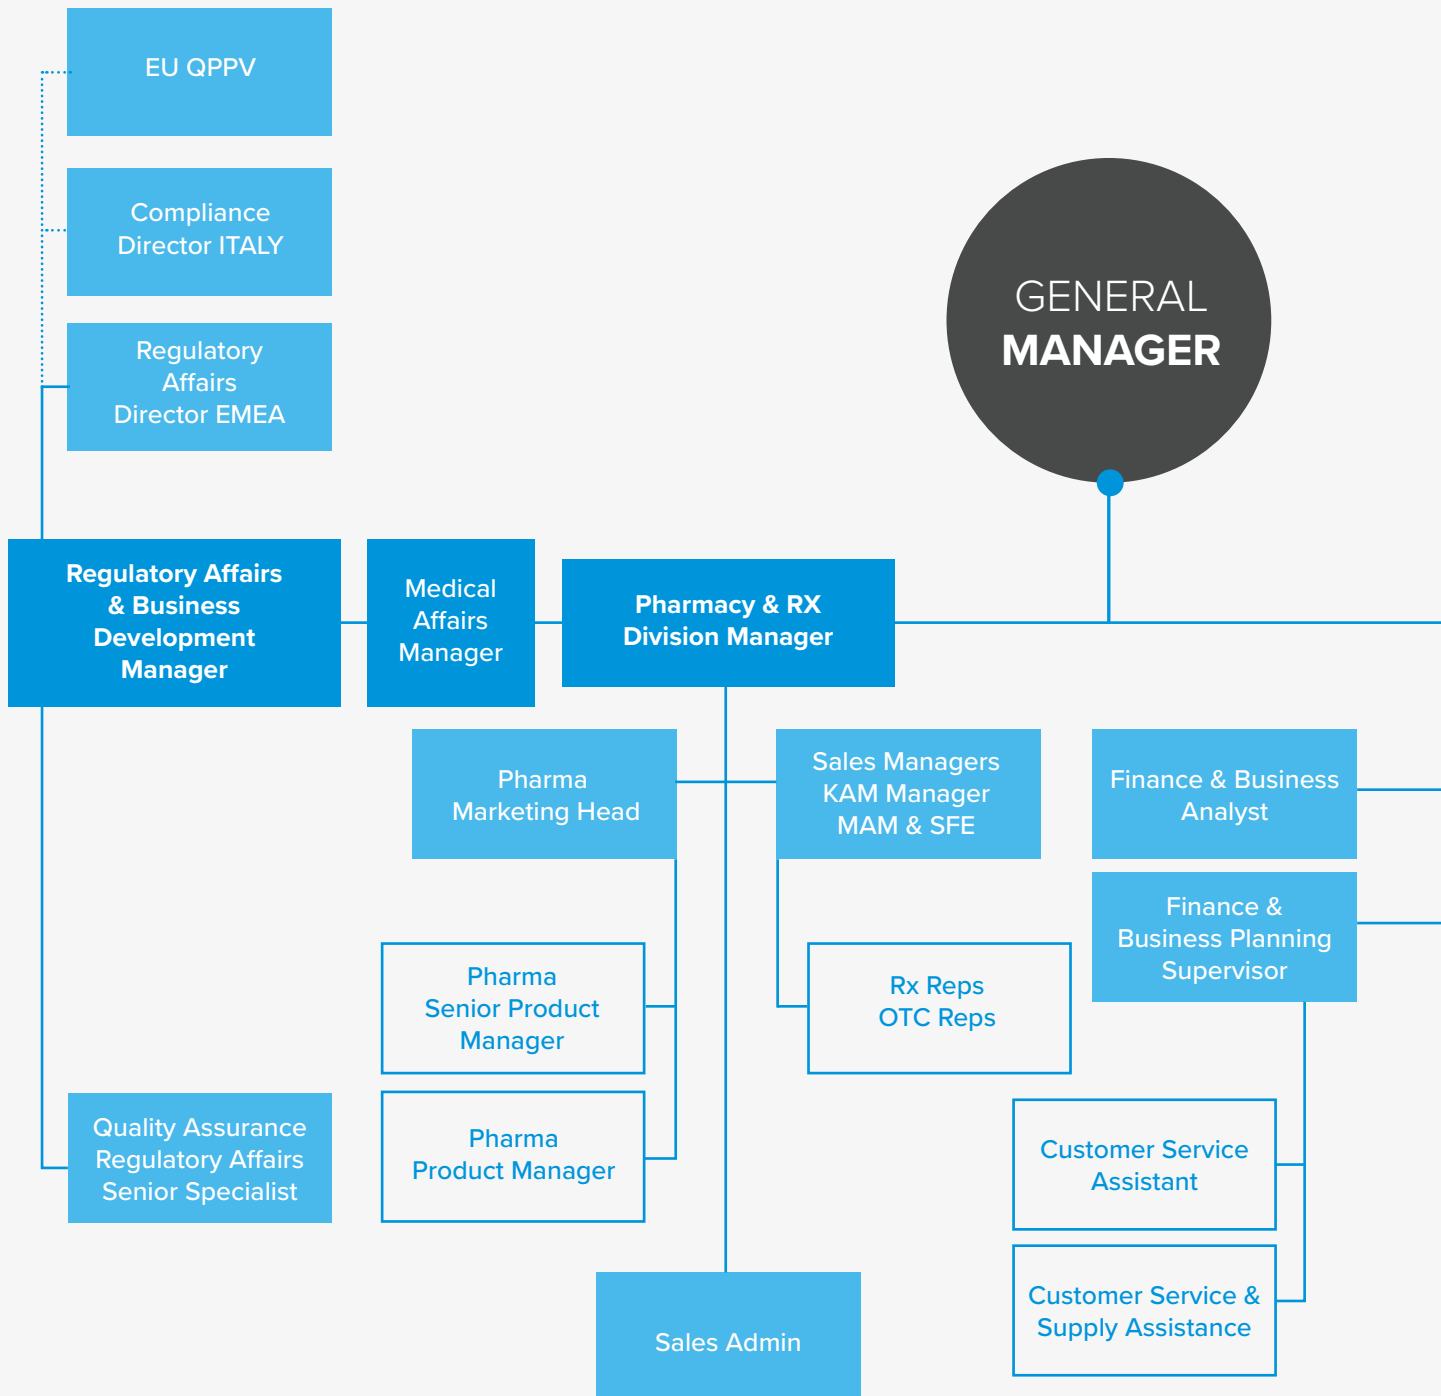 EU QPPV
Compliance
Director ITALY
Regulatory
Affairs
Director EMEA
GENERAL
MANAGER
Regulatory Affairs
& Business
Development
Manager
Medical
Affairs
Manager
Pharmacy & RX
Division Manager
Pharma
Marketing Head
Sales Managers
KAM Manager
MAM & SFE
Finance & Business
Analyst
Finance &
Business Planning
Supervisor
Pharma
Senior Product
Manager
Rx Reps
OTC Reps
Quality Assurance
Regulatory Affairs
Senior Specialist
Pharma
Product Manager
Customer Service
Assistant
Customer Service &
Supply Assistance
Sales Admin